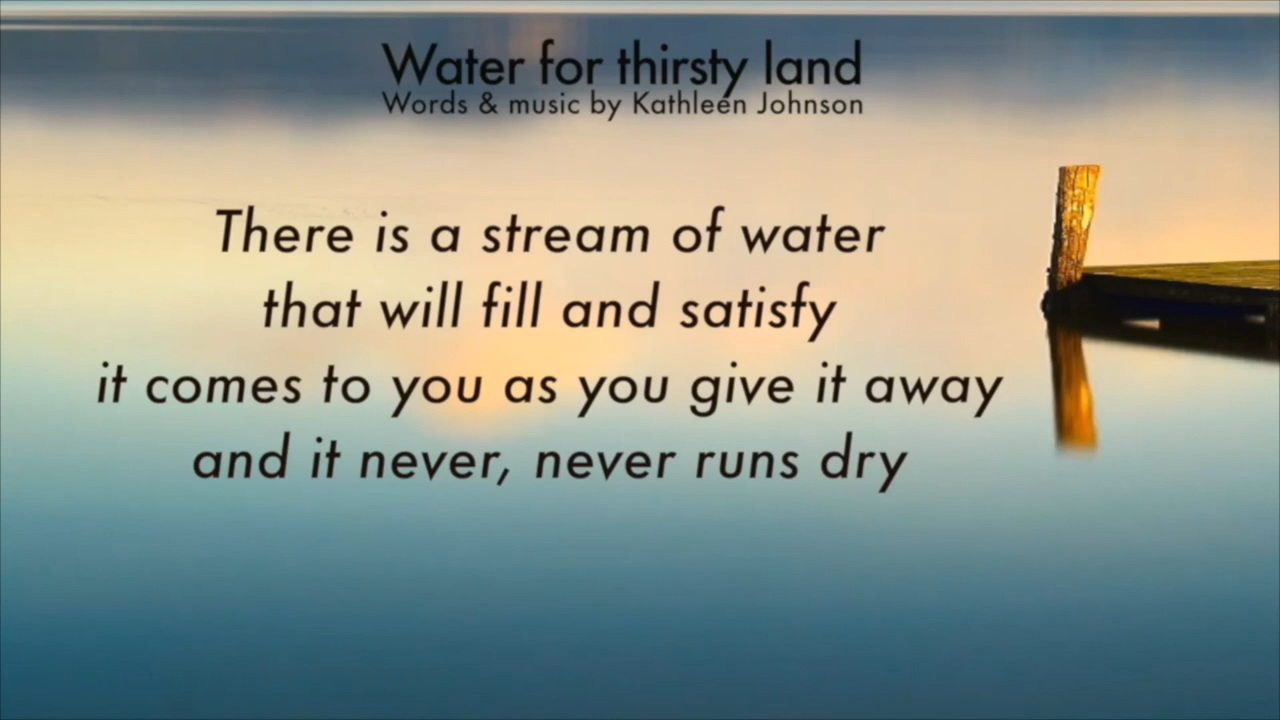 Water for thirsty land
Words & music by Kathleen Johnson
There is a stream of water
that will fill and satisfy
it comes to you as you give it away
and it never, never runs dry